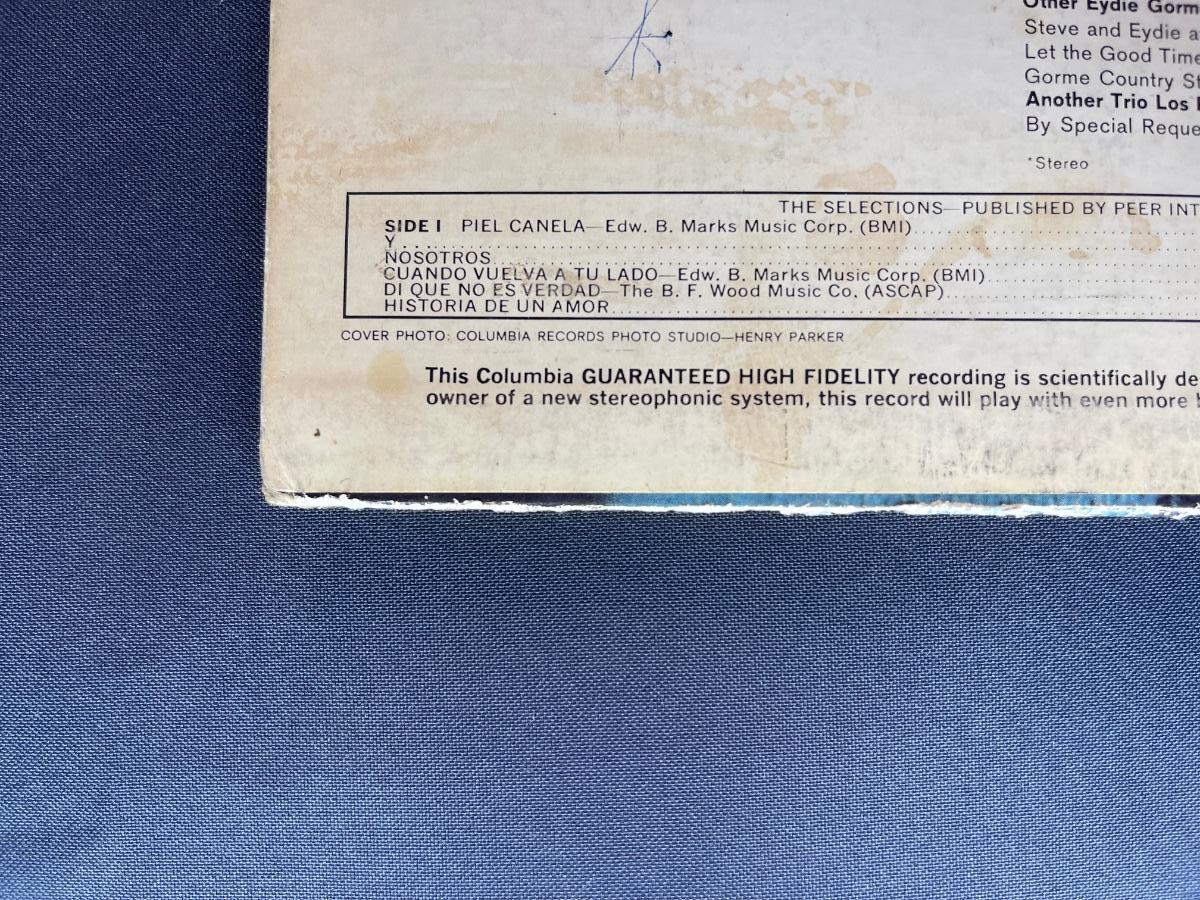 Other Eydie Gorm
Steve and Eydie a
Let the Good Time
Gorme Country St
Another Trio Los
By Special Reque
*Stereo
THE SELECTIONS—PUBLISHED BY PEER INT
SIDE I PIEL CANELA—Edw. B. Marks Music Corp. (BMI)
Y
NOSOTROS
CUANDO VUELVA A TU LADO—Edw. B. Marks Music Corp. (BMI)
DI QUE NO ES VERDAD—The B. F. Wood Music Co. (ASCAP)
HISTORIA DE UN AMOR
COVER PHOTO: COLUMBIA RECORDS PHOTO STUDIO—HENRY PARKER
This Columbia GUARANTEED HIGH FIDELITY recording is scientifically de
owner of a new stereophonic system, this record will play with even more